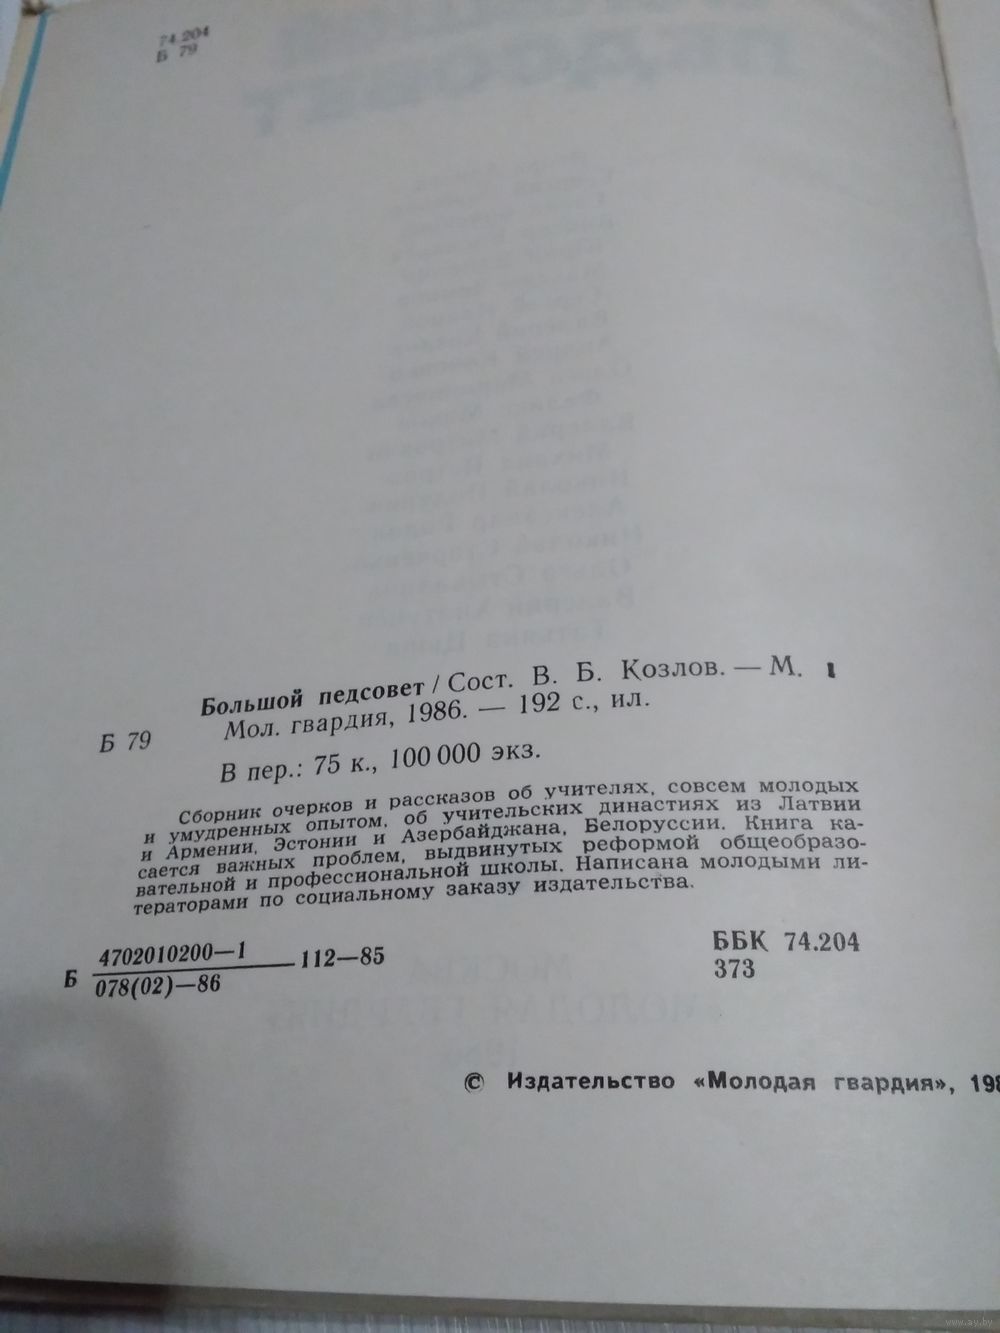 74.204
Б 79
Большой педсовет / Сост. В. Б. Козлов. — М.
Б 79
Мол. гвардия, 1986. — 192 с., ил.
В пер.: 75 к., 100 000 экз.
Сборник очерков и рассказов об учителях, совсем молодых
и умудренных опытом, об учительских династиях из Латвии
и Армении, Эстонии и Азербайджана, Белоруссии. Книга ка-
сается важных проблем, выдвинутых реформой общеобразо-
вательной и профессиональной школы. Написана молодыми ли-
тераторами по социальному заказу издательства.
Б 4702010200—1 112—85
078(02)—86
ББК 74.204
373
© Издательство «Молодая гвардия», 198
www.ay.by